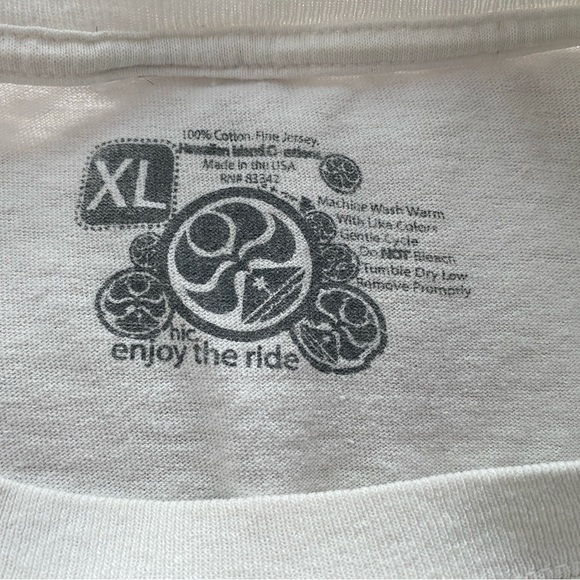 100% Cotton. Fine Jersey.
Hawaiian Island Creations
Made in the USA
RN# 83342
XL
Machine Wash Warm
With Like Colors
Gentle Cycle
Do NOT Bleach
Tumble Dry Low
Remove Promptly
hic.
enjoy the ride